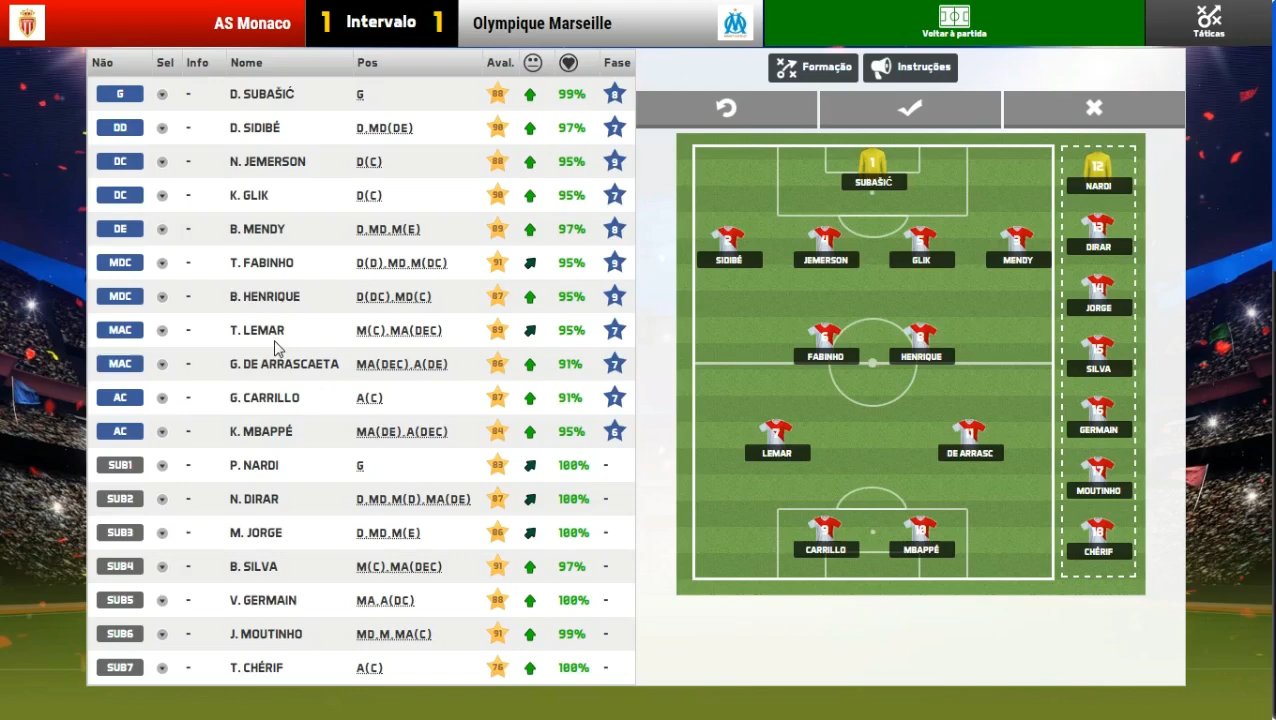 AS Monaco 1 Intervalo 1 Olympique Marseille
Voltar à partida
Táticas
Não Sel Info Nome Pos Aval. Fase
G - D. SUBAŠIĆ G 88 99% 8
DD - D. SIDIBÉ D,MD(DE) 90 97% 7
DC - N. JEMERSON D(C) 88 95% 9
DC - K. GLIK D(C) 90 95% 7
DE - B. MENDY D,MD,M(E) 89 97% 8
MDC - T. FABINHO D(D),MD,M(DC) 91 95% 9
MDC - B. HENRIQUE D(DC),MD(C) 87 95% 9
MAC - T. LEMAR M(C),MA(DEC) 89 95% 7
MAC - G. DE ARRASCAETA MA(DEC),A(DE) 86 91% 7
AC - G. CARRILLO A(C) 87 91% 7
AC - K. MBAPPÉ MA(DE),A(DEC) 84 95% 6
SUB1 - P. NARDI G 83 100% -
SUB2 - N. DIRAR D,MD,M(D),MA(DE) 87 100% -
SUB3 - M. JORGE D,MD,M(E) 86 100% -
SUB4 - B. SILVA M(C),MA(DEC) 91 97% -
SUB5 - V. GERMAIN MA,A(DC) 88 100% -
SUB6 - J. MOUTINHO MD,M,MA(C) 91 99% -
SUB7 - T. CHÉRIF A(C) 76 100% -
Formação Instruções
1
SUBAŠIĆ
12
NARDI
SIDIBÉ JEMERSON GLIK MENDY
13
DIRAR
14
JORGE
FABINHO HENRIQUE
15
SILVA
16
GERMAIN
LEMAR DE ARRASC
17
MOUTINHO
CARRILLO MBAPPÉ
18
CHÉRIF